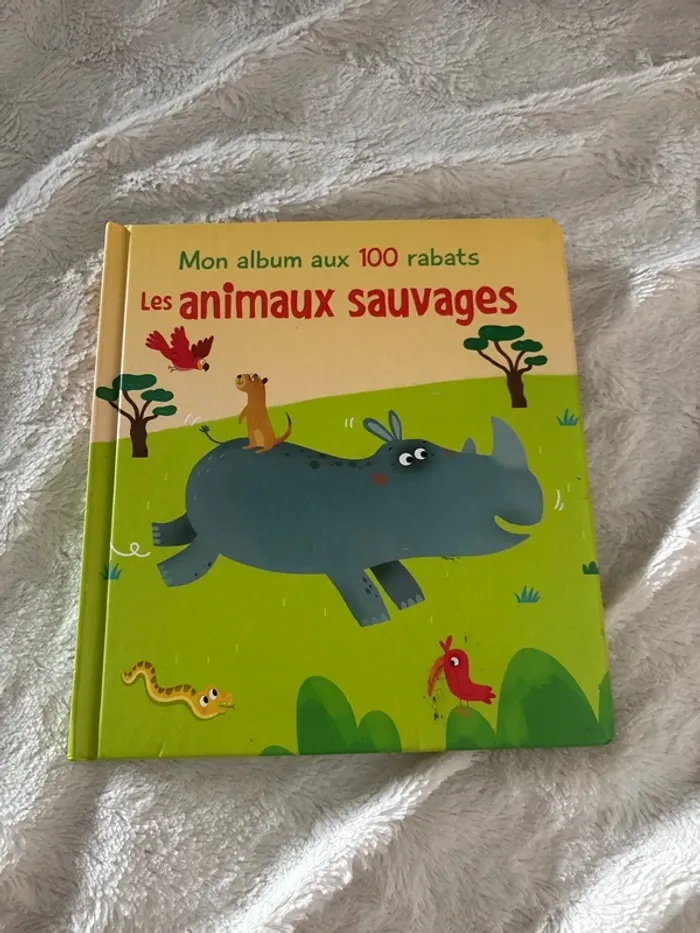 Mon album aux 100 rabats
Les animaux sauvages